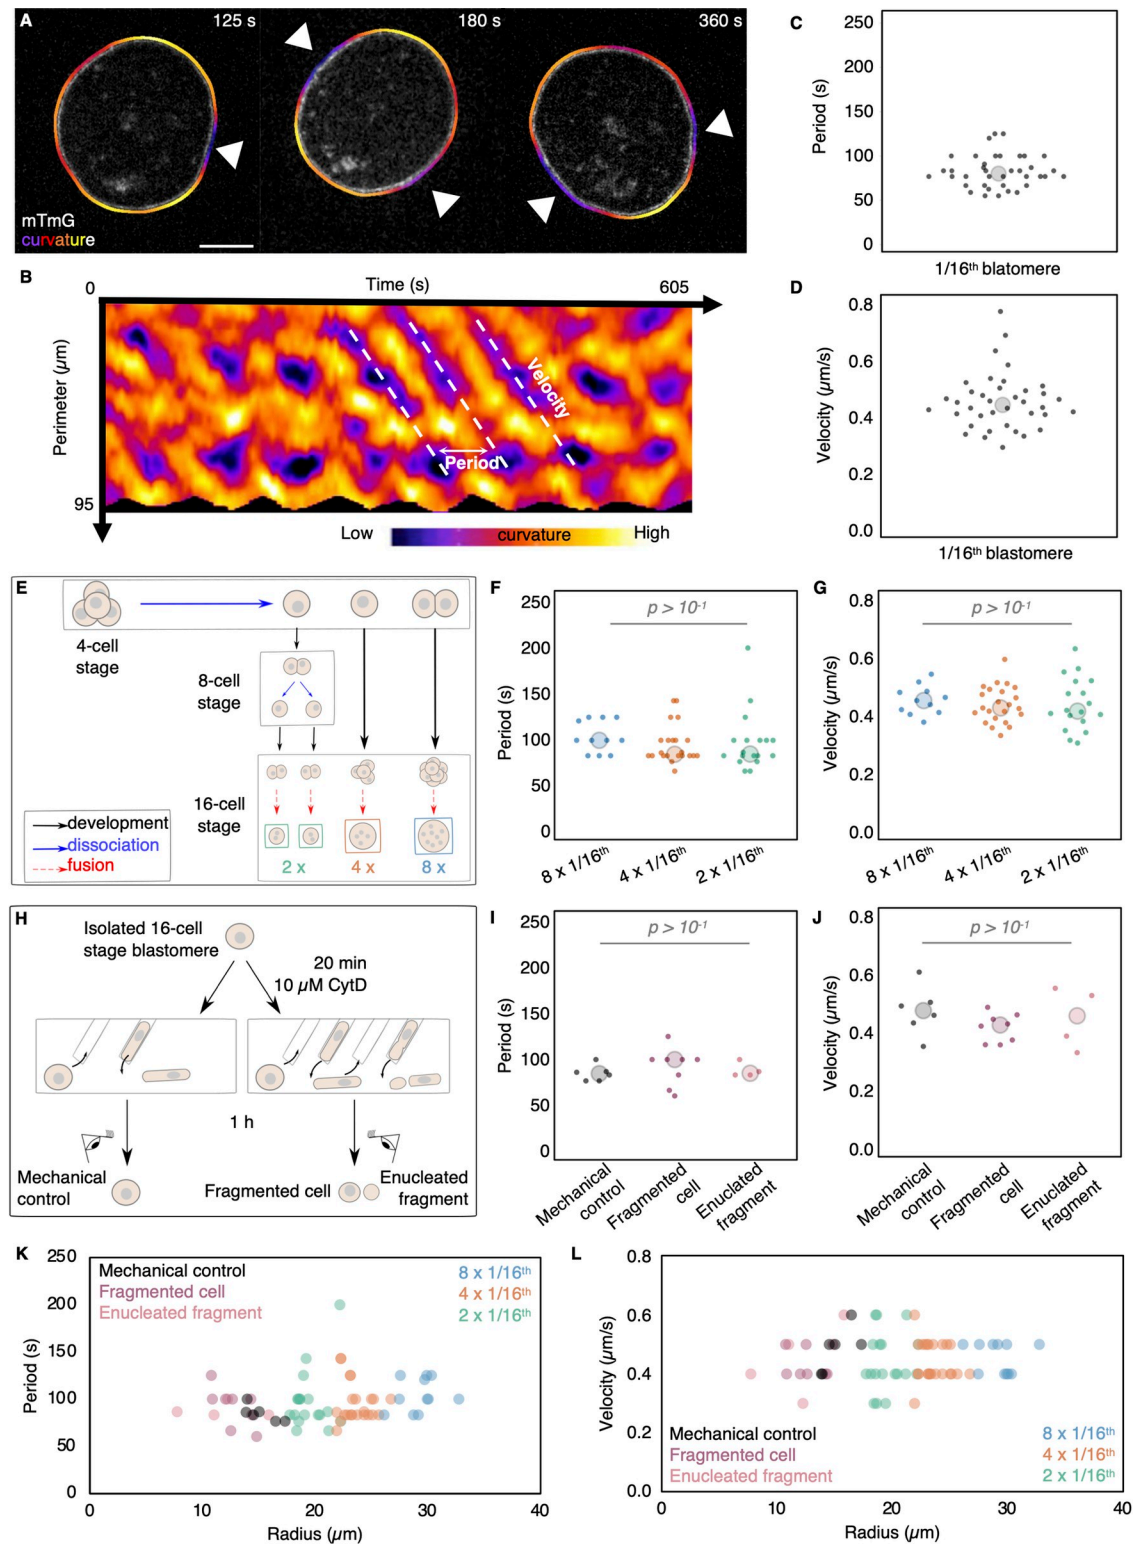 A
125 s
180 s
360 s
mTmG
curvature
B
0
Time (s)
605
Perimeter (µm)
Velocity
Period
95
Low
curvature
High
C
Period (s)
250
200
150
100
50
0
1/16th blatomere
D
Velocity (µm/s)
0.8
0.6
0.4
0.2
0.0
1/16th blastomere
E
4-cell
stage
8-cell
stage
16-cell
stage
development
dissociation
fusion
2 x
4 x
8 x
F
Period (s)
250
200
150
100
50
0
p > 10-1
8 x 1/16th
4 x 1/16th
2 x 1/16th
G
Velocity (µm/s)
0.8
0.6
0.4
0.2
0.0
p > 10-1
8 x 1/16th
4 x 1/16th
2 x 1/16th
H
Isolated 16-cell
stage blastomere
20 min
10 µM CytD
1 h
Mechanical
control
Fragmented cell
Enucleated
fragment
I
Period (s)
250
200
150
100
50
0
p > 10-1
Mechanical
control
Fragmented
cell
Enuclated
fragment
J
Velocity (µm/s)
0.8
0.6
0.4
0.2
0.0
p > 10-1
Mechanical
control
Fragmented
cell
Enucleated
fragment
K
Period (s)
250
200
150
100
50
0
Mechanical control
Fragmented cell
Enucleated fragment
8 x 1/16th
4 x 1/16th
2 x 1/16th
0
10
20
30
40
Radius (µm)
L
Velocity (µm/s)
0.8
0.6
0.4
0.2
0.0
Mechanical control
Fragmented cell
Enucleated fragment
8 x 1/16th
4 x 1/16th
2 x 1/16th
0
10
20
30
40
Radius (µm)